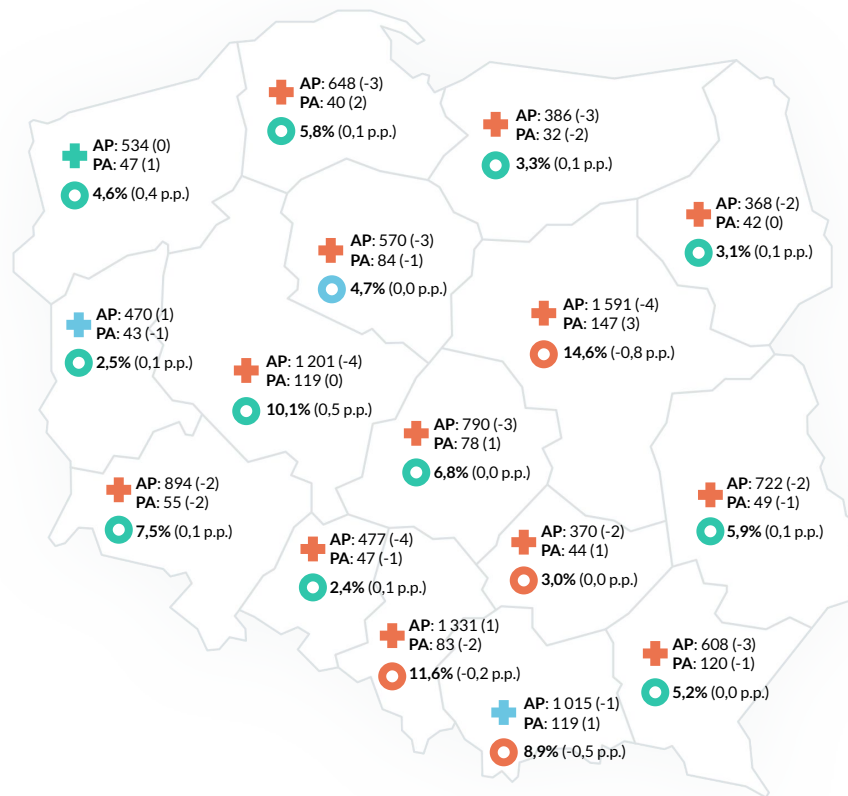 AP: 648 (-3)
PA: 40 (2)
5,8% (0,1 p.p.)
AP: 386 (-3)
PA: 32 (-2)
3,3% (0,1 p.p.)
AP: 534 (0)
PA: 47 (1)
4,6% (0,4 p.p.)
AP: 368 (-2)
PA: 42 (0)
3,1% (0,1 p.p.)
AP: 570 (-3)
PA: 84 (-1)
4,7% (0,0 p.p.)
AP: 470 (1)
PA: 43 (-1)
2,5% (0,1 p.p.)
AP: 1 591 (-4)
PA: 147 (3)
14,6% (-0,8 p.p.)
AP: 1 201 (-4)
PA: 119 (0)
10,1% (0,5 p.p.)
AP: 790 (-3)
PA: 78 (1)
6,8% (0,0 p.p.)
AP: 894 (-2)
PA: 55 (-2)
7,5% (0,1 p.p.)
AP: 722 (-2)
PA: 49 (-1)
5,9% (0,1 p.p.)
AP: 477 (-4)
PA: 47 (-1)
2,4% (0,1 p.p.)
AP: 370 (-2)
PA: 44 (1)
3,0% (0,0 p.p.)
AP: 1 331 (1)
PA: 83 (-2)
11,6% (-0,2 p.p.)
AP: 608 (-3)
PA: 120 (-1)
5,2% (0,0 p.p.)
AP: 1 015 (-1)
PA: 119 (1)
8,9% (-0,5 p.p.)